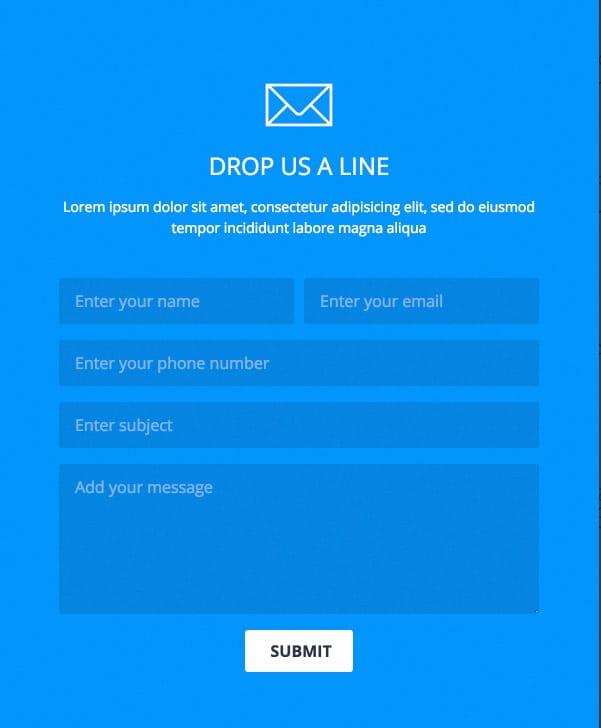 DROP US A LINE
Lorem ipsum dolor sit amet, consectetur adipisicing elit, sed do eiusmod
tempor incididunt labore magna aliqua
Enter your name
Enter your email
Enter your phone number
Enter subject
Add your message
SUBMIT